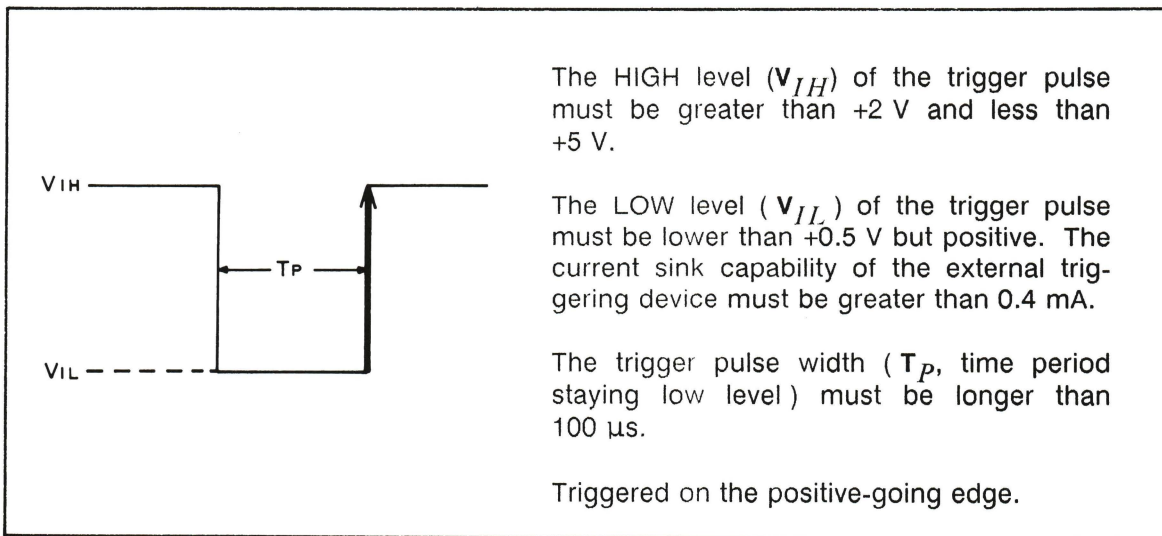 The HIGH level (VIH) of the trigger pulse
must be greater than +2 V and less than
+5 V.
VIH
The LOW level ( VIL ) of the trigger pulse
must be lower than +0.5 V but positive. The
current sink capability of the external trig-
gering device must be greater than 0.4 mA.
TP
VIL
The trigger pulse width ( TP, time period
staying low level ) must be longer than
100 μs.
Triggered on the positive-going edge.